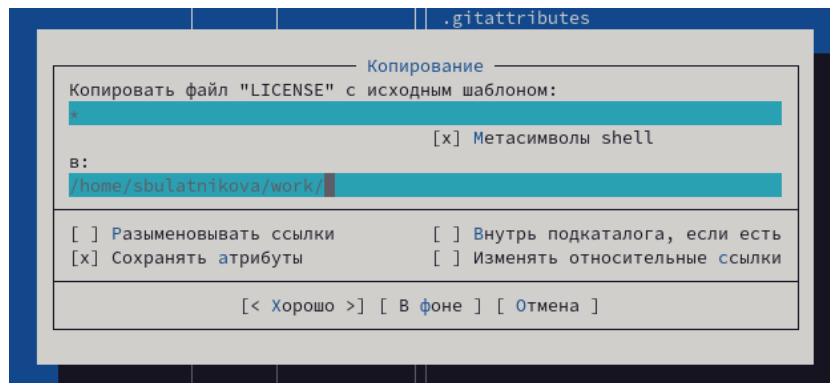 .gitattributes
Копирование
Копировать файл "LICENSE" с исходным шаблоном:
*
[x] Метасимволы shell
в:
/home/sbulatnikova/work/
[ ] Разыменовывать ссылки [ ] Внутрь подкаталога, если есть
[x] Сохранять атрибуты [ ] Изменять относительные ссылки
[< Хорошо >] [ В фоне ] [ Отмена ]